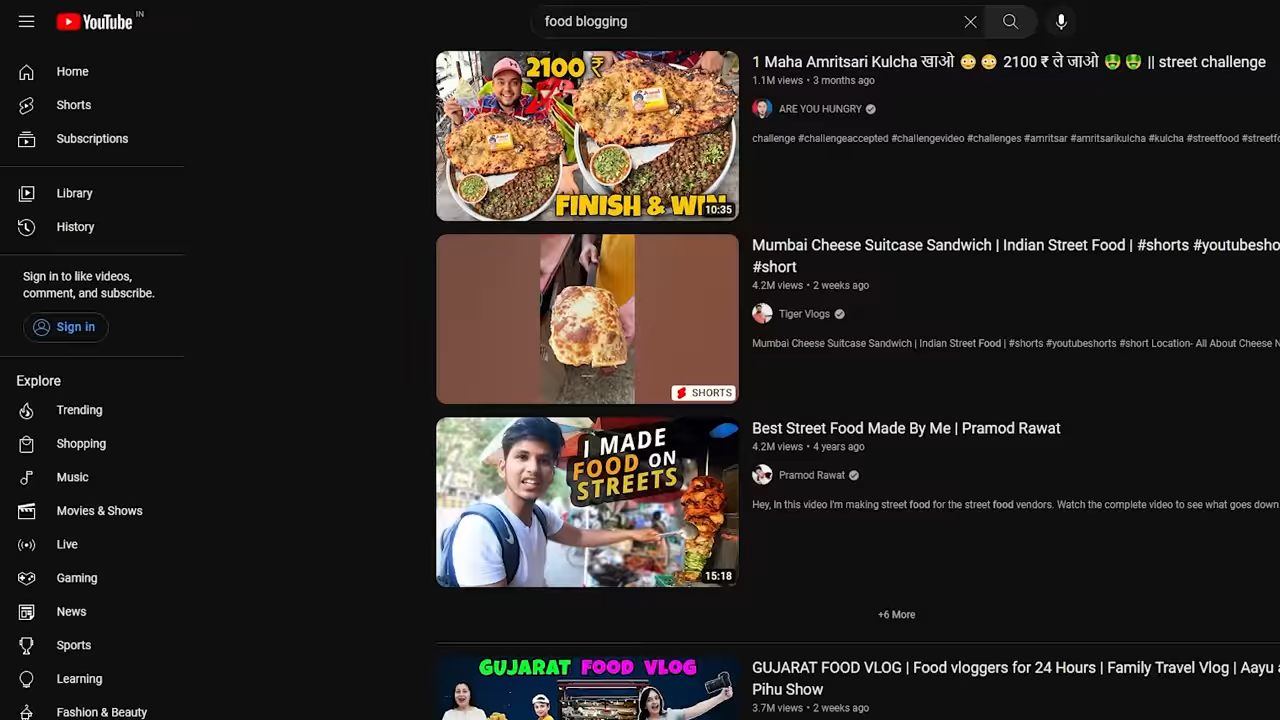 YouTube IN
food blogging
Home
Shorts
Subscriptions
Library
History
Sign in to like videos,
comment, and subscribe.
Sign in
Explore
Trending
Shopping
Music
Movies & Shows
Live
Gaming
News
Sports
Learning
Fashion & Beauty
2100 ₹
FINISH & WIN
10:35
1 Maha Amritsari Kulcha खाओ 😳 😳 2100 ₹ ले जाओ 🤑 🤑 || street challenge
1.1M views • 3 months ago
ARE YOU HUNGRY
challenge #challengeaccepted #challengevideo #challenges #amritsar #amritsarikulcha #kulcha #streetfood #streetfo
SHORTS
Mumbai Cheese Suitcase Sandwich | Indian Street Food | #shorts #youtubesho
#short
4.2M views • 2 weeks ago
Tiger Vlogs
Mumbai Cheese Suitcase Sandwich | Indian Street Food | #shorts #youtubeshorts #short Location- All About Cheese N
I MADE
FOOD ON
STREETS
15:18
Best Street Food Made By Me | Pramod Rawat
4.2M views • 4 years ago
Pramod Rawat
Hey, In this video I'm making street food for the street food vendors. Watch the complete video to see what goes down
+6 More
GUJARAT FOOD VLOG
GUJARAT FOOD VLOG | Food vloggers for 24 Hours | Family Travel Vlog | Aayu a
Pihu Show
3.7M views • 2 weeks ago